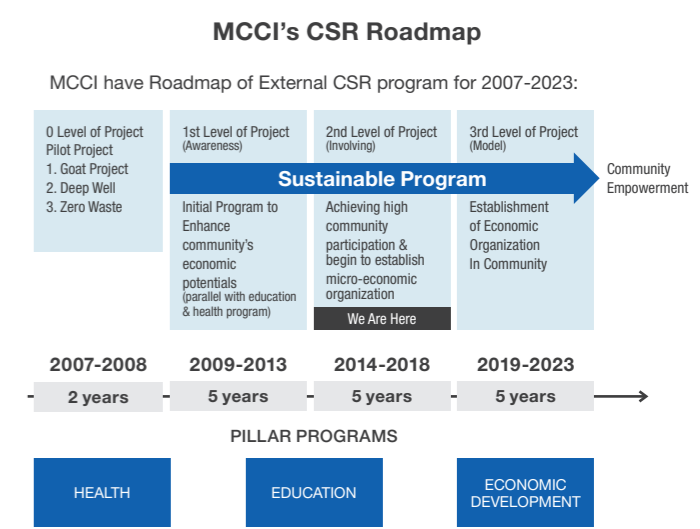 MCCI's CSR Roadmap
MCCI have Roadmap of External CSR program for 2007-2023:
0 Level of Project
Pilot Project
1. Goat Project
2. Deep Well
3. Zero Waste
1st Level of Project
(Awareness)
2nd Level of Project
(Involving)
3rd Level of Project
(Model)
Sustainable Program
Community
Empowerment
Initial Program to
Enhance
community's
economic
potentials
(parallel with education
& health program)
Achieving high
community
participation &
begin to establish
micro-economic
organization
We Are Here
Establishment
of Economic
Organization
In Community
2007-2008
2009-2013
2014-2018
2019-2023
2 years
5 years
5 years
5 years
PILLAR PROGRAMS
HEALTH
EDUCATION
ECONOMIC
DEVELOPMENT